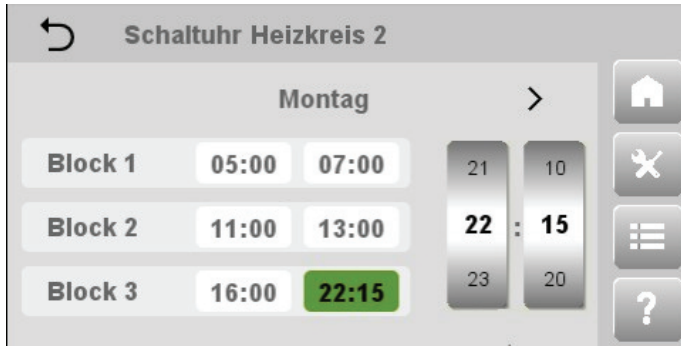 Schaltuhr Heizkreis 2
Montag
Block 1 05:00 07:00
Block 2 11:00 13:00
Block 3 16:00 22:15
21 10
22 : 15
23 20
?